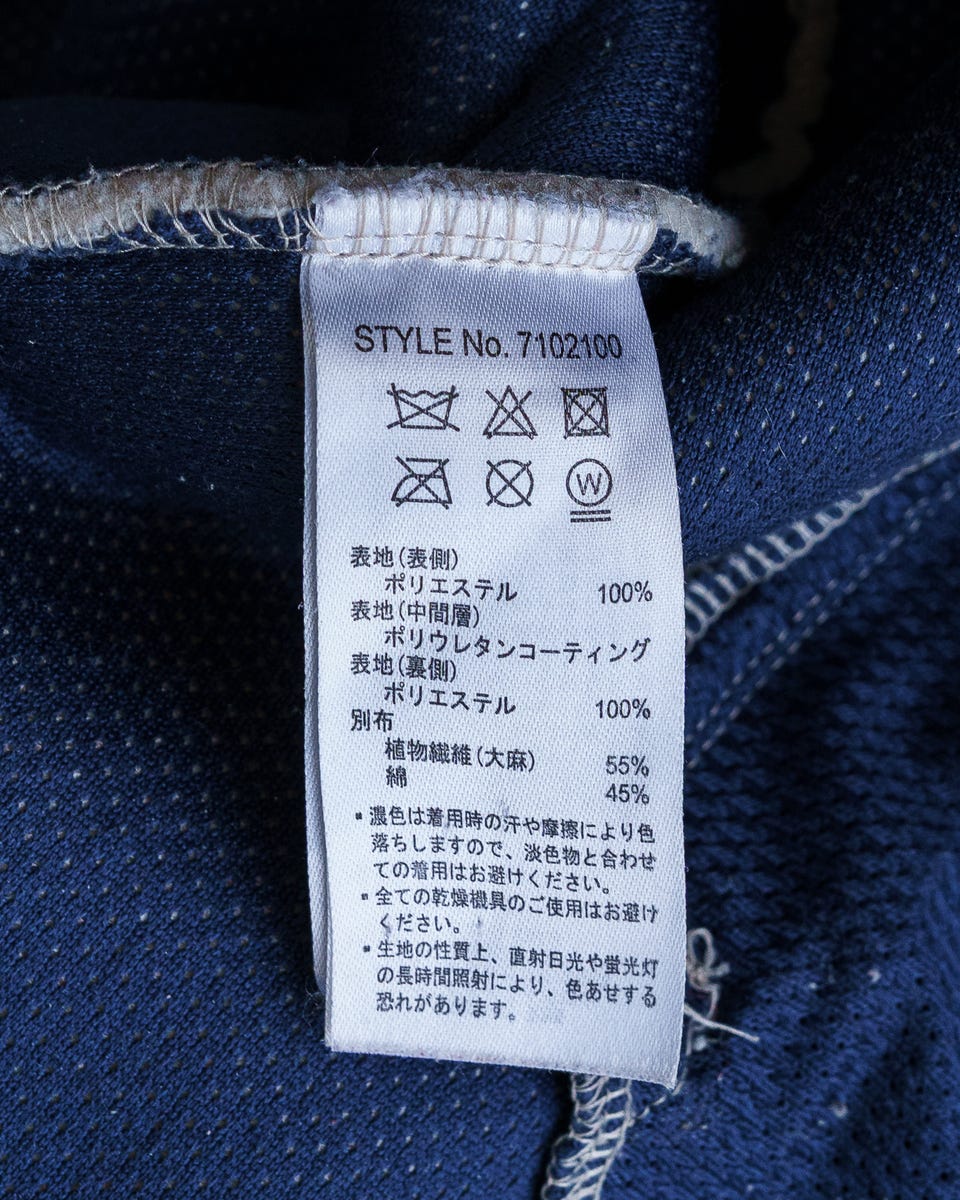 STYLE No. 7102100
W
表地(表側)
ポリエステル 100%
表地(中間層)
ポリウレタンコーティング
表地(裏側)
ポリエステル 100%
別布
植物繊維(大麻) 55%
綿 45%
▪濃色は着用時の汗や摩擦により色
落ちしますので、淡色物と合わせ
ての着用はお避けください。
▪全ての乾燥機具のご使用はお避け
ください。
▪生地の性質上、直射日光や蛍光灯
の長時間照射により、色あせする
恐れがあります。